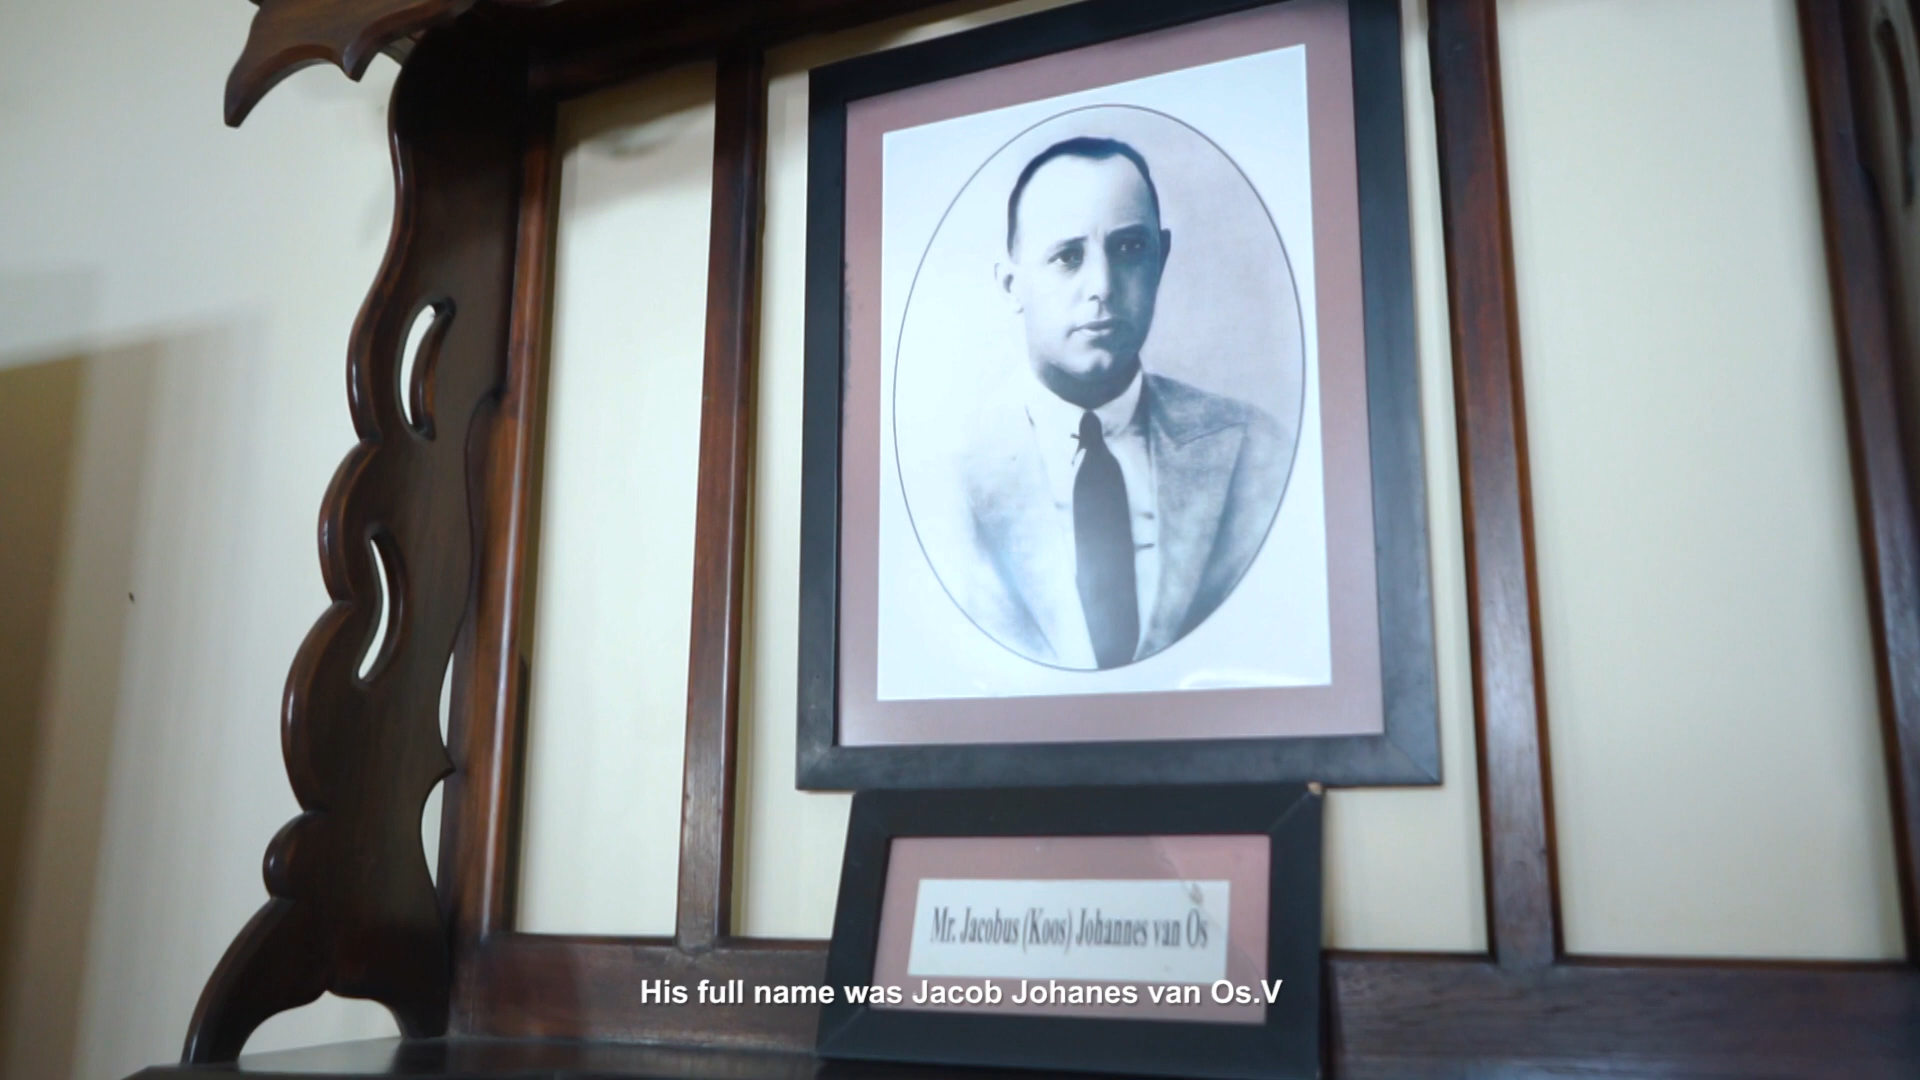 Mr. Jacobus (Koos) Johannes van Os
His full name was Jacob Johanes van Os.V